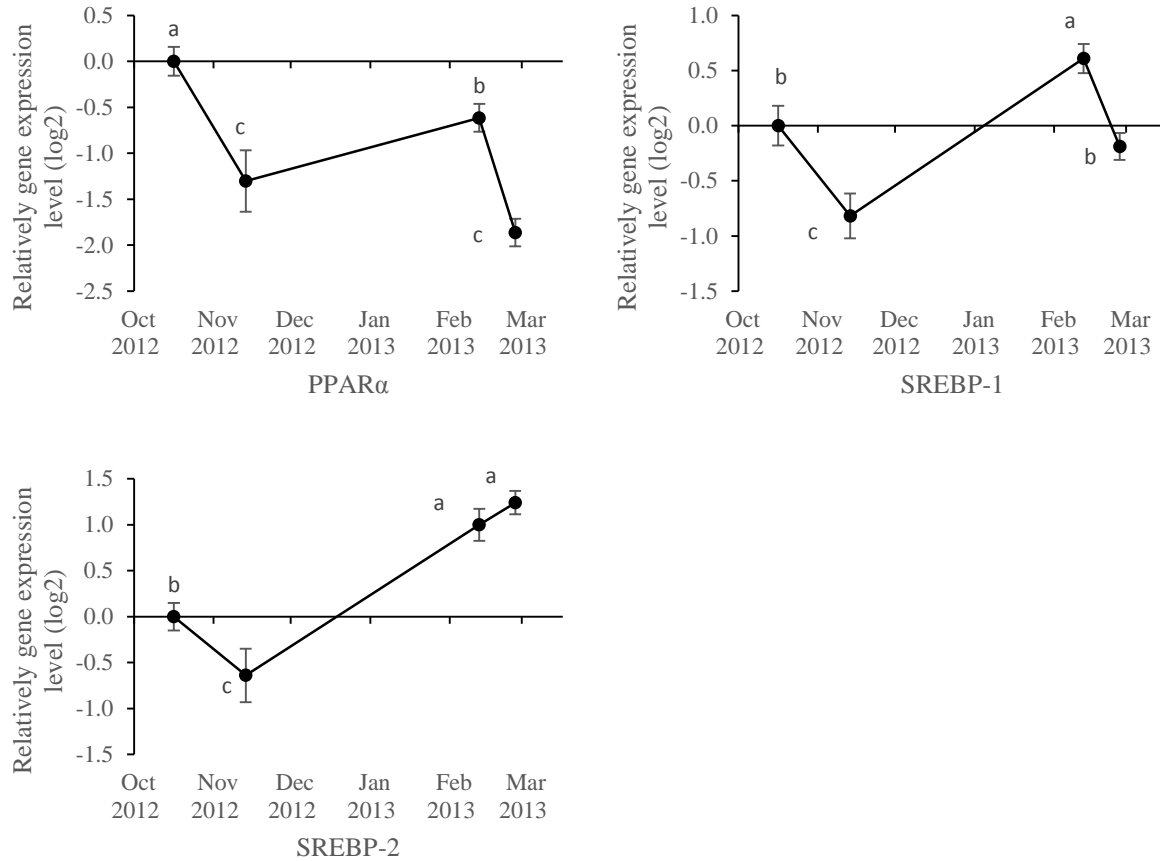 Relatively gene expression
level (log2)
0.5
0.0
-0.5
-1.0
-1.5
-2.0
-2.5
a
c
b
c
Oct Nov Dec Jan Feb Mar
2012 2012 2012 2013 2013 2013
PPARα
Relatively gene expression
level (log2)
1.0
0.5
0.0
-0.5
-1.0
-1.5
b
c
a
b
Oct Nov Dec Jan Feb Mar
2012 2012 2012 2013 2013 2013
SREBP-1
Relatively gene expression
level (log2)
1.5
1.0
0.5
0.0
-0.5
-1.0
-1.5
b
c
a
a
Oct Nov Dec Jan Feb Mar
2012 2012 2012 2013 2013 2013
SREBP-2